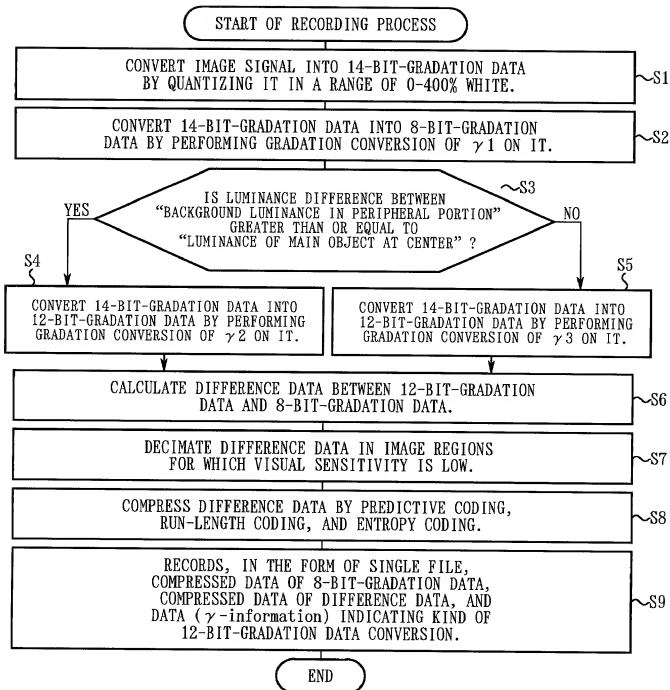 START OF RECORDING PROCESS
CONVERT IMAGE SIGNAL INTO 14-BIT-GRADATION DATA
BY QUANTIZING IT IN A RANGE OF 0-400% WHITE.
S1
CONVERT 14-BIT-GRADATION DATA INTO 8-BIT-GRADATION
DATA BY PERFORMING GRADATION CONVERSION OF γ1 ON IT.
S2
S3
IS LUMINANCE DIFFERENCE BETWEEN
“BACKGROUND LUMINANCE IN PERIPHERAL PORTION”
GREATER THAN OR EQUAL TO
“LUMINANCE OF MAIN OBJECT AT CENTER” ?
YES
NO
S4
CONVERT 14-BIT-GRADATION DATA INTO
12-BIT-GRADATION DATA BY PERFORMING
GRADATION CONVERSION OF γ2 ON IT.
S5
CONVERT 14-BIT-GRADATION DATA INTO
12-BIT-GRADATION DATA BY PERFORMING
GRADATION CONVERSION OF γ3 ON IT.
CALCULATE DIFFERENCE DATA BETWEEN 12-BIT-GRADATION
DATA AND 8-BIT-GRADATION DATA.
S6
DECIMATE DIFFERENCE DATA IN IMAGE REGIONS
FOR WHICH VISUAL SENSITIVITY IS LOW.
S7
COMPRESS DIFFERENCE DATA BY PREDICTIVE CODING,
RUN-LENGTH CODING, AND ENTROPY CODING.
S8
RECORDS, IN THE FORM OF SINGLE FILE,
COMPRESSED DATA OF 8-BIT-GRADATION DATA,
COMPRESSED DATA OF DIFFERENCE DATA, AND
DATA (γ-information) INDICATING KIND OF
12-BIT-GRADATION DATA CONVERSION.
S9
END